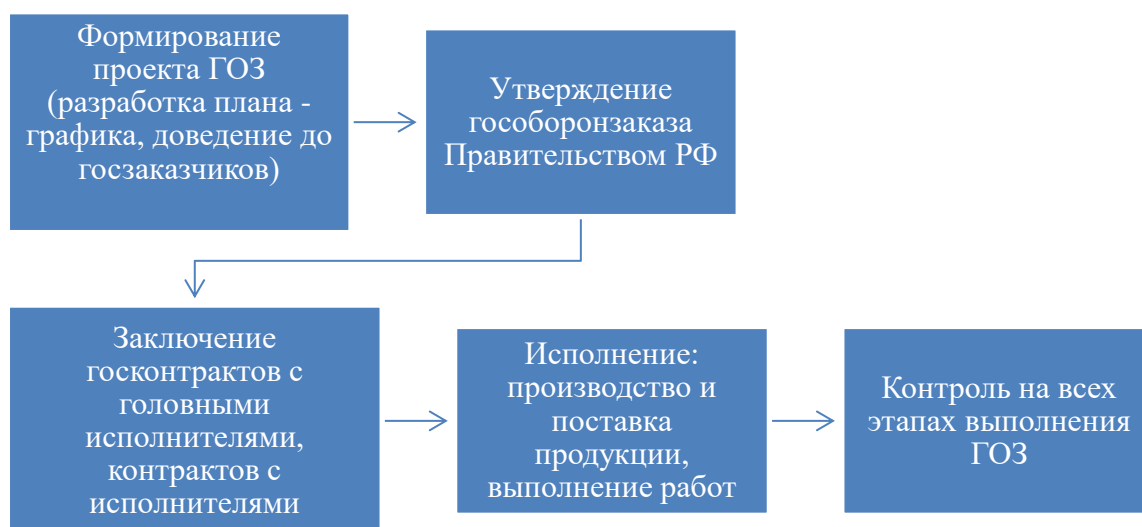 Формирование
проекта ГОЗ
(разработка плана -
графика, доведение до
госзаказчиков)
Утверждение
гособоронзаказа
Правительством РФ
Заключение
госконтрактов с
головными
исполнителями,
контрактов с
исполнителями
Исполнение:
производство и
поставка
продукции,
выполнение работ
Контроль на всех
этапах выполнения
ГОЗ